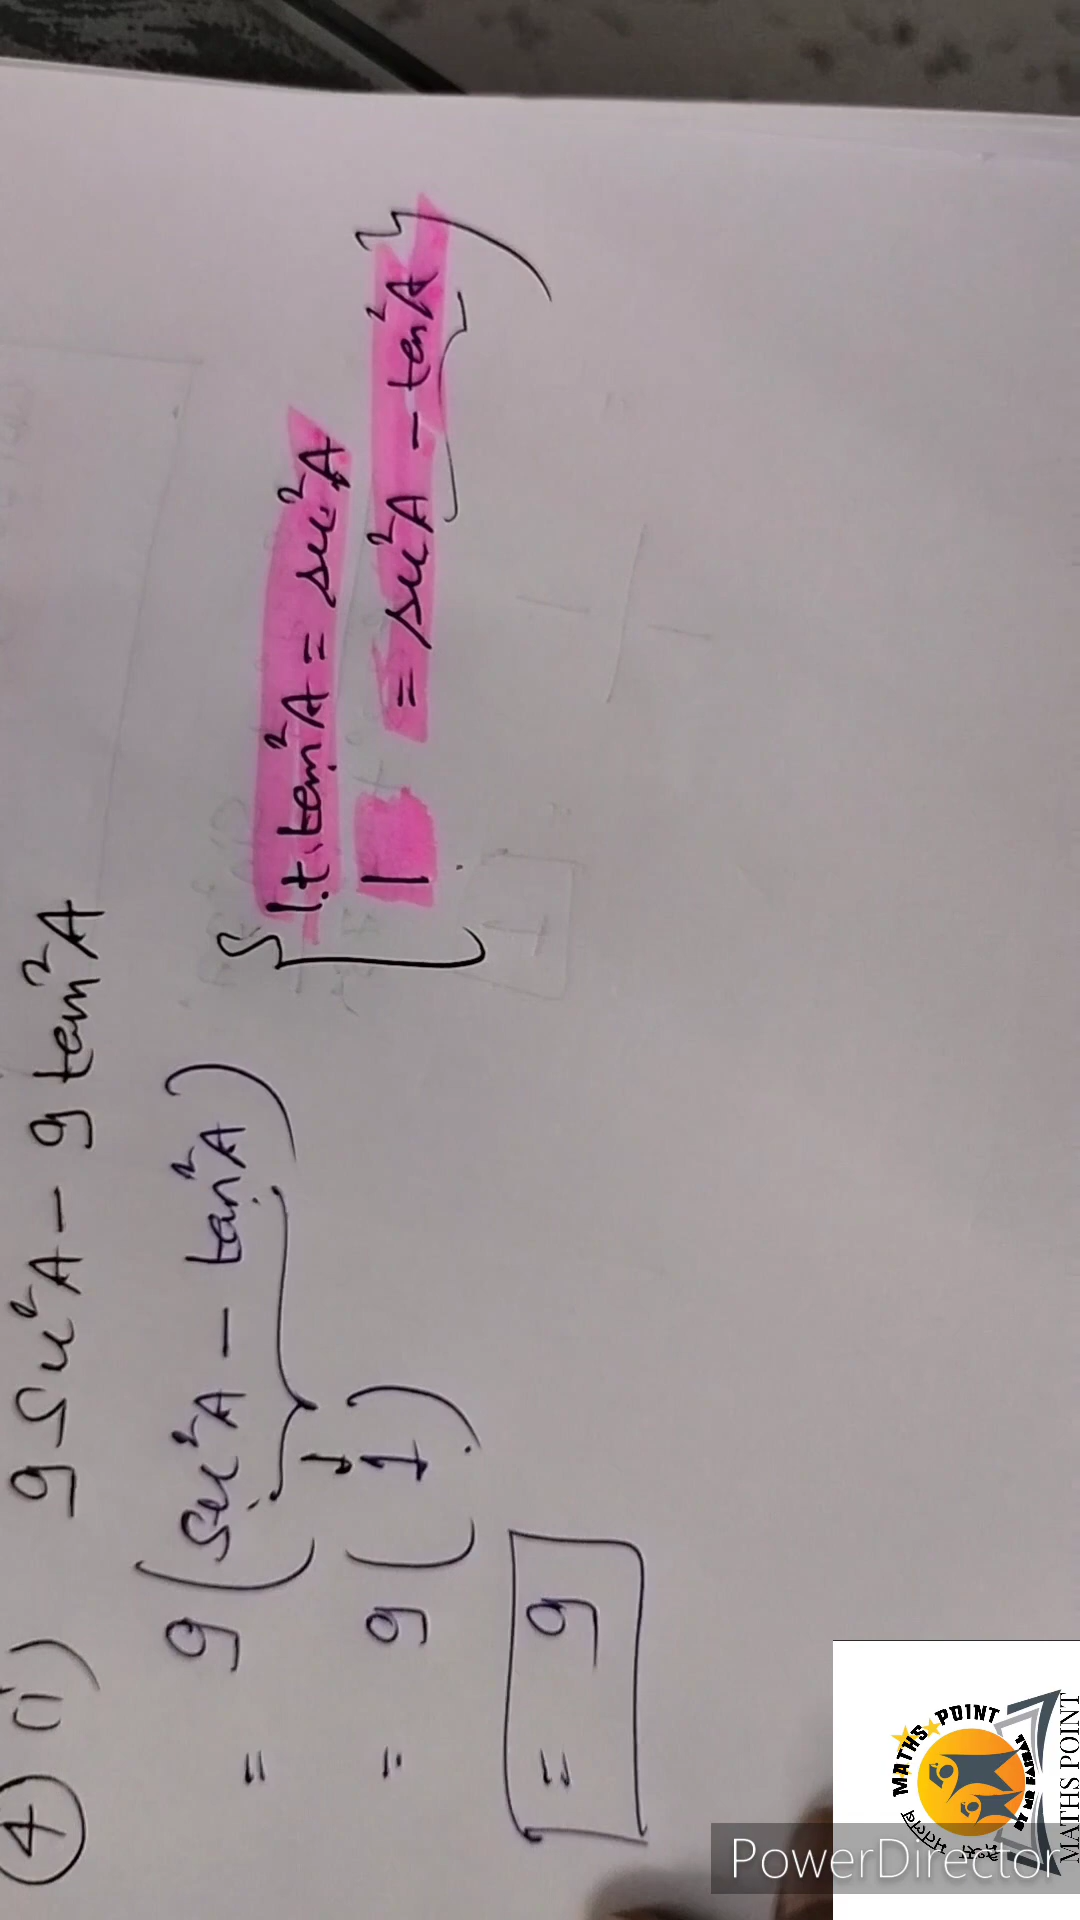 ④ (i) 9 Sec²A - 9 tan²A
= 9 (Sec²A - tan²A)
= 9 (1)
= 9
{ 1 + tan²A = sec²A
1 = sec²A - tan²A }
MATHS POINT
MATHS POINT
PowerDirector